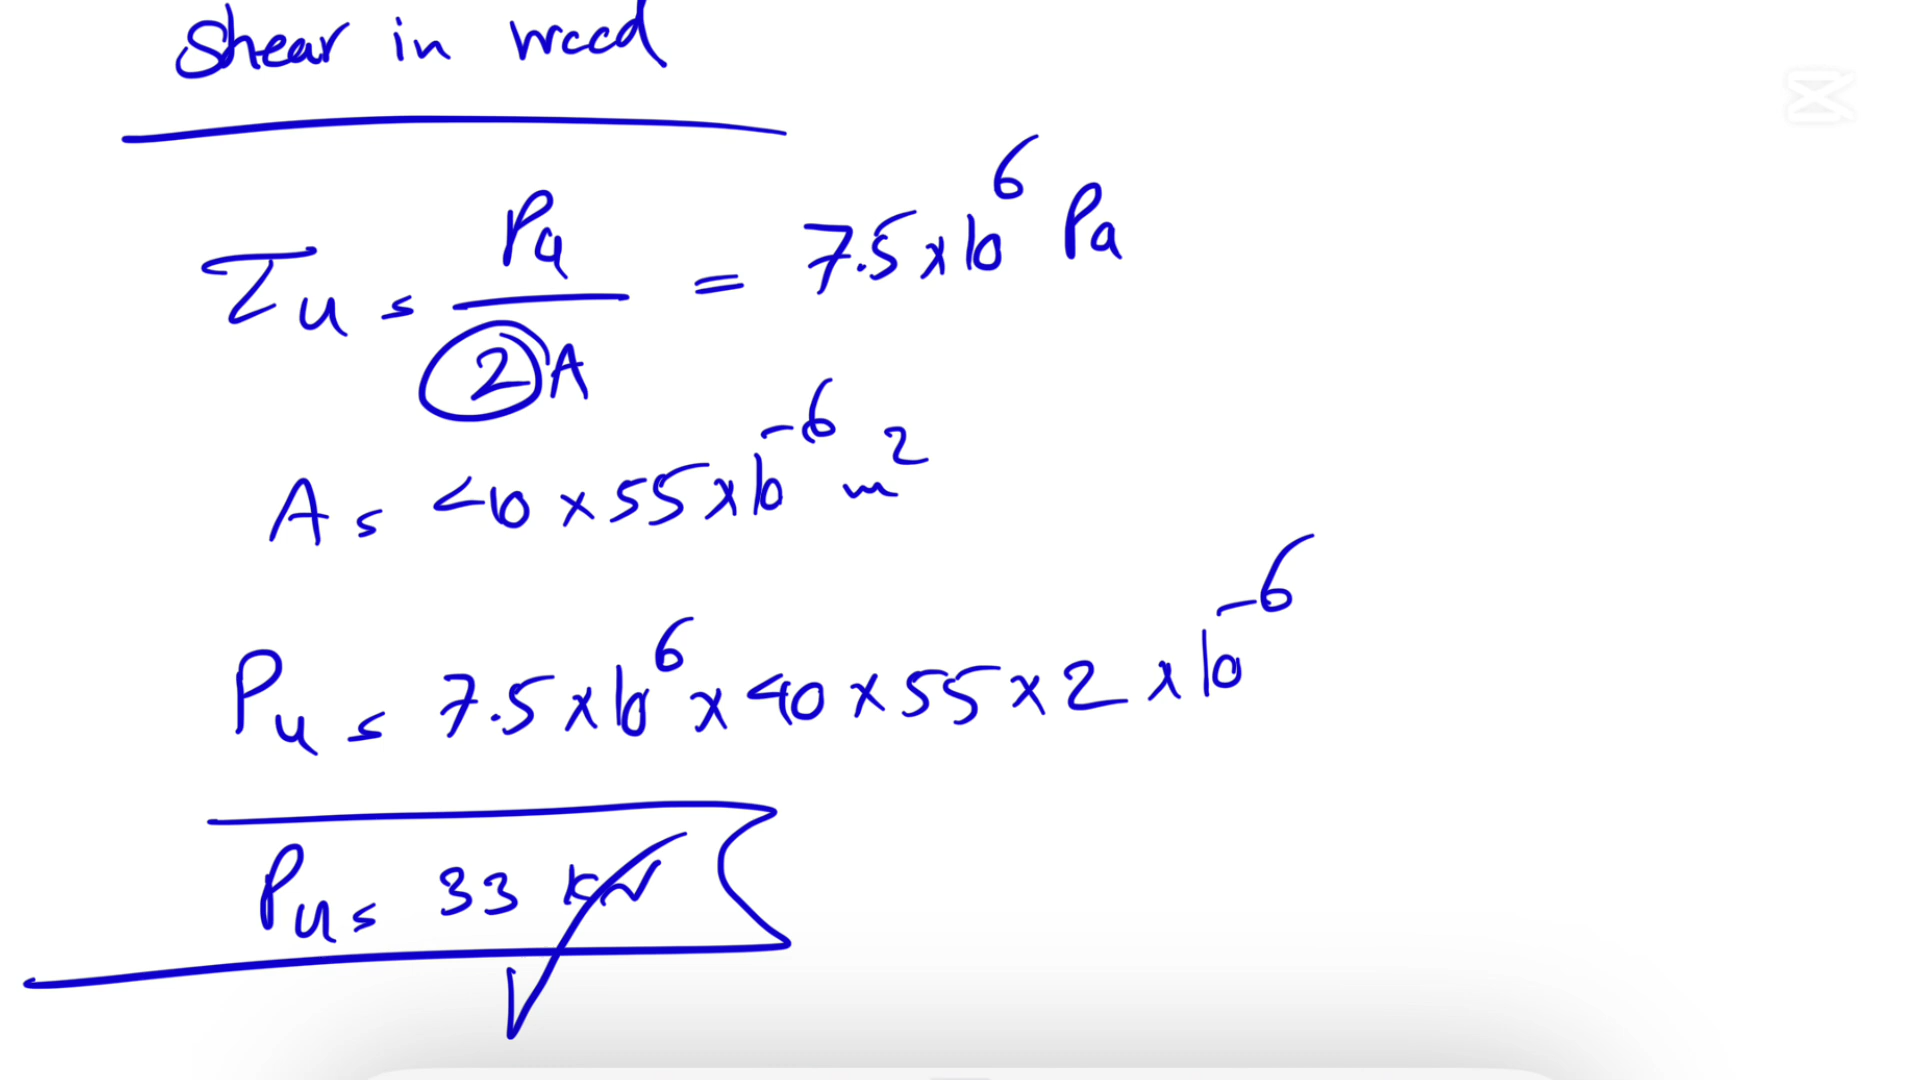 Shear in wood
τu = Pu / 2A = 7.5 x 10^6 Pa
A = 40 x 55 x 10^-6 m^2
Pu = 7.5 x 10^6 x 40 x 55 x 2 x 10^-6
Pu = 33 kN